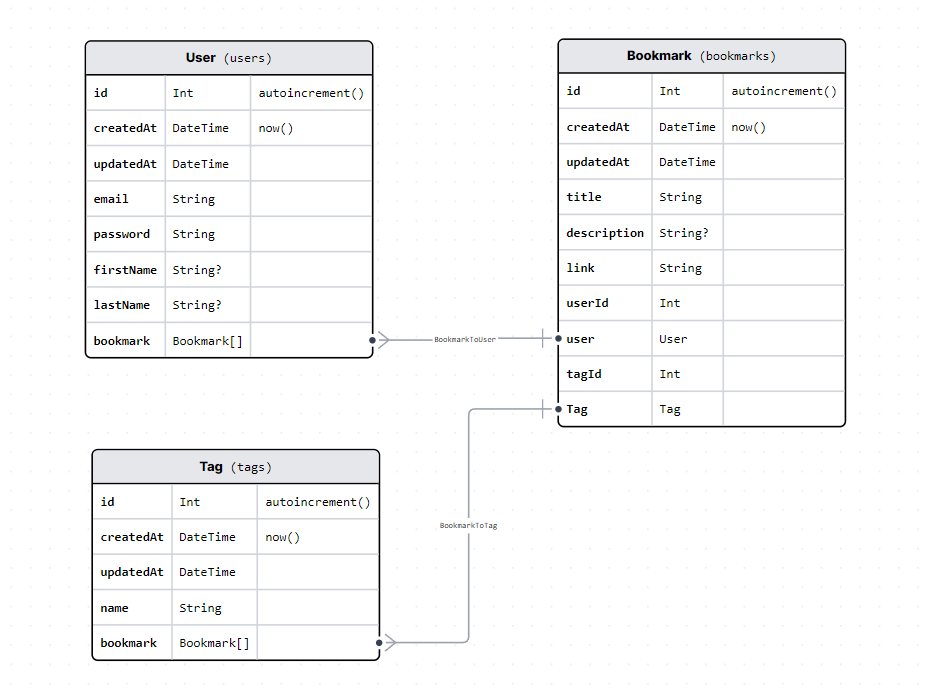 User (users)
id Int autoincrement()
createdAt DateTime now()
updatedAt DateTime
email String
password String
firstName String?
lastName String?
bookmark Bookmark[]
BookmarkToUser
Bookmark (bookmarks)
id Int autoincrement()
createdAt DateTime now()
updatedAt DateTime
title String
description String?
link String
userId Int
user User
tagId Int
Tag Tag
Tag (tags)
id Int autoincrement()
createdAt DateTime now()
updatedAt DateTime
name String
bookmark Bookmark[]
BookmarkToTag